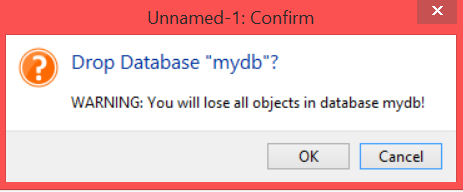 Unnamed-1: Confirm
Drop Database "mydb"?
WARNING: You will lose all objects in database mydb!
OK
Cancel